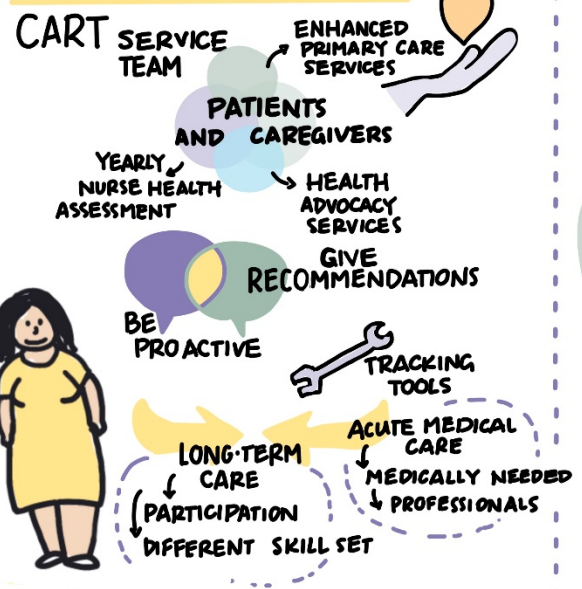 CART SERVICE
TEAM
ENHANCED
PRIMARY CARE
SERVICES
PATIENTS
AND CAREGIVERS
YEARLY
NURSE HEALTH
ASSESSMENT
HEALTH
ADVOCACY
SERVICES
GIVE
RECOMMENDATIONS
BE
PROACTIVE
TRACKING
TOOLS
LONG-TERM
CARE
PARTICIPATION
DIFFERENT SKILL SET
ACUTE MEDICAL
CARE
MEDICALLY NEEDED
PROFESSIONALS